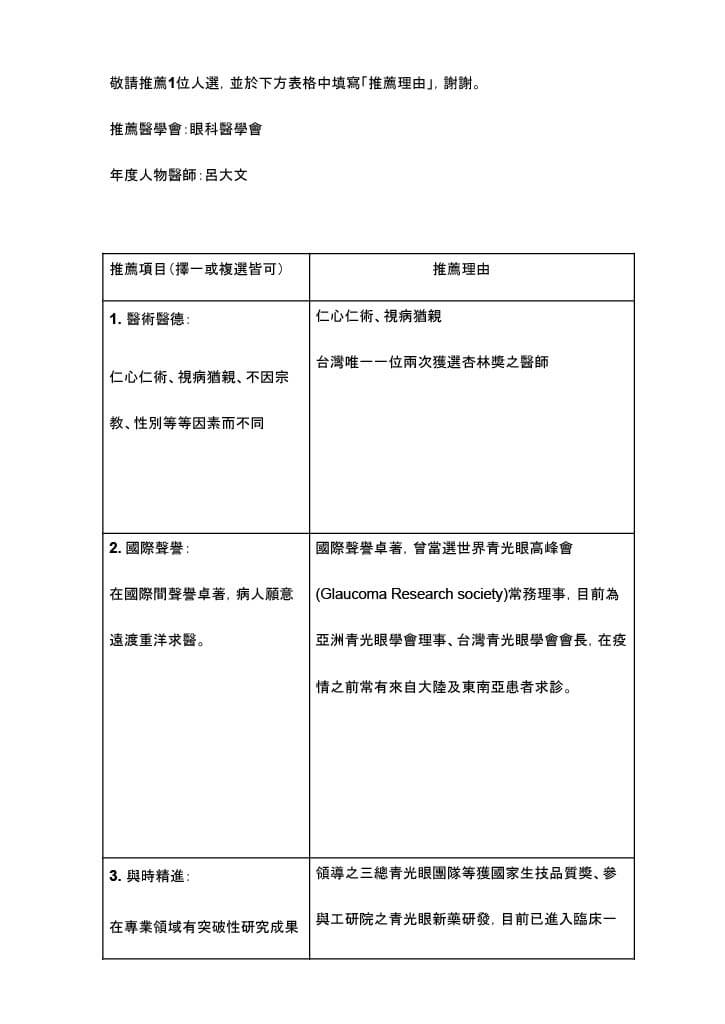 敬請推薦1位人選，並於下方表格中填寫「推薦理由」，謝謝。
推薦醫學會：眼科醫學會
年度人物醫師：呂大文
推薦項目（擇一或複選皆可）
推薦理由
1. 醫術醫德：
仁心仁術、視病猶親、不因宗
教、性別等等因素而不同
仁心仁術、視病猶親
台灣唯一一位兩次獲選杏林獎之醫師
2. 國際聲譽：
在國際間聲譽卓著，病人願意
遠渡重洋求醫。
國際聲譽卓著，曾當選世界青光眼高峰會
(Glaucoma Research society)常務理事，目前為
亞洲青光眼學會理事、台灣青光眼學會會長，在疫
情之前常有來自大陸及東南亞患者求診。
3. 與時精進：
在專業領域有突破性研究成果
領導之三總青光眼團隊等獲國家生技品質獎、參
與工研院之青光眼新藥研發，目前已進入臨床一